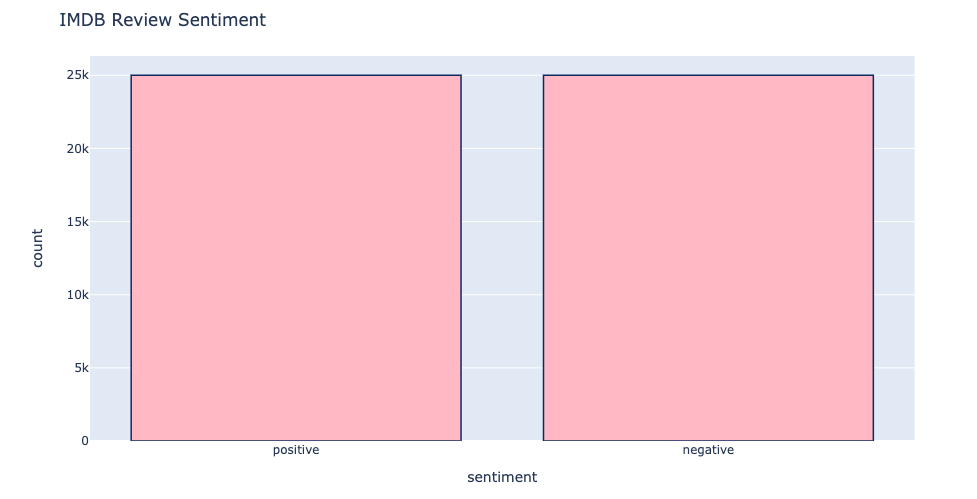 IMDB Review Sentiment
25k
20k
15k
10k
5k
0
count
positive negative
sentiment